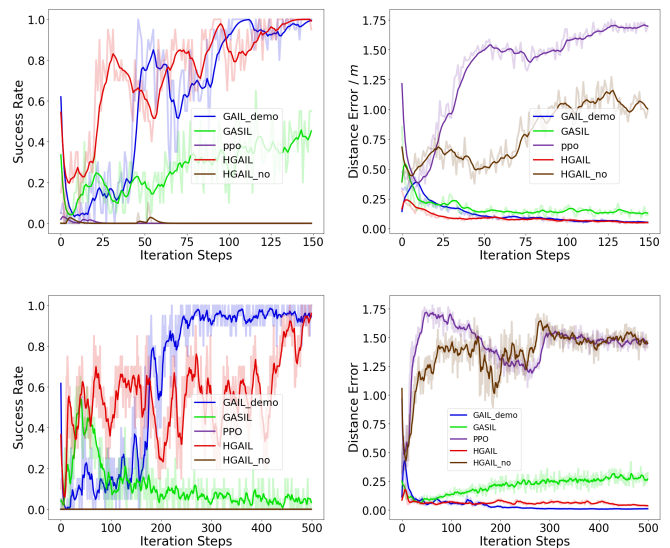 Success Rate
1.0
0.8
0.6
0.4
0.2
0.0
GAIL_demo
GASIL
ppo
HGAIL
HGAIL_no
0 25 50 75 100 125 150
Iteration Steps
Distance Error / m
1.75
1.50
1.25
1.00
0.75
0.50
0.25
0.00
GAIL_demo
GASIL
ppo
HGAIL
HGAIL_no
0 25 50 75 100 125 150
Iteration Steps
Success Rate
1.0
0.8
0.6
0.4
0.2
0.0
GAIL_demo
GASIL
PPO
HGAIL
HGAIL_no
0 100 200 300 400 500
Iteration Steps
Distance Error
1.75
1.50
1.25
1.00
0.75
0.50
0.25
0.00
GAIL_demo
GASIL
PPO
HGAIL
HGAIL_no
0 100 200 300 400 500
Iteration Steps